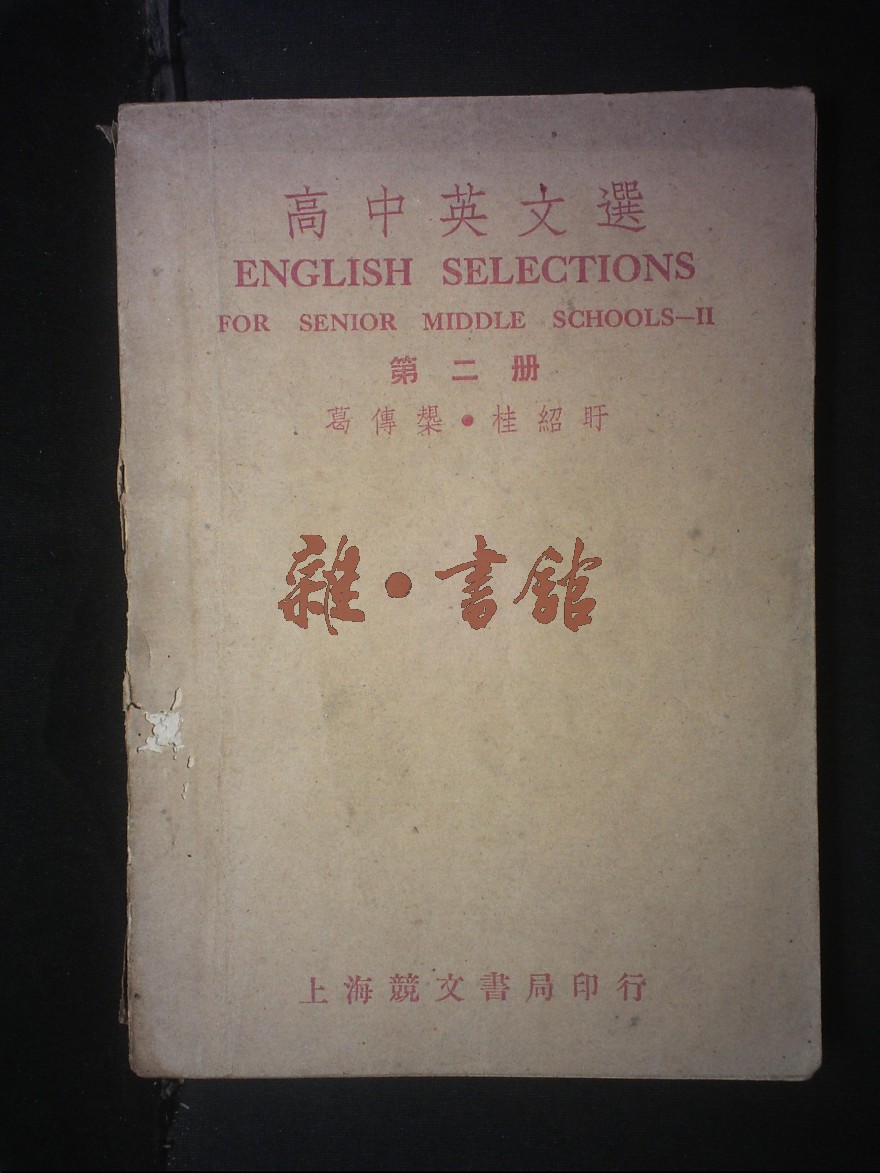 高中英文選
ENGLISH SELECTIONS
FOR SENIOR MIDDLE SCHOOLS—II
第二册
葛傳槼•桂紹盱
雜•書館
上海競文書局印行